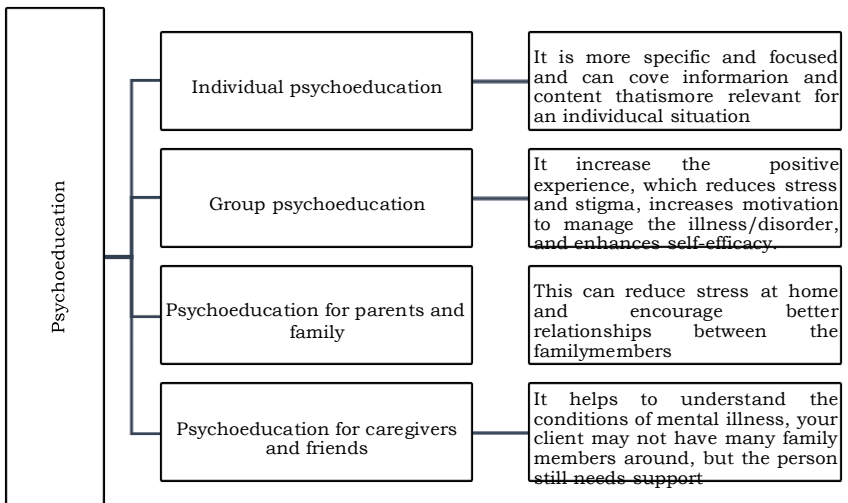 Psychoeducation
Individual psychoeducation
It is more specific and focused
and can cove informarion and
content thatismore relevant for
an individucal situation
Group psychoeducation
It increase the positive
experience, which reduces stress
and stigma, increases motivation
to manage the illness/disorder,
and enhances self-efficacy.
Psychoeducation for parents and
family
This can reduce stress at home
and encourage better
relationships between the
familymembers
Psychoeducation for caregivers
and friends
It helps to understand the
conditions of mental illness, your
client may not have many family
members around, but the person
still needs support